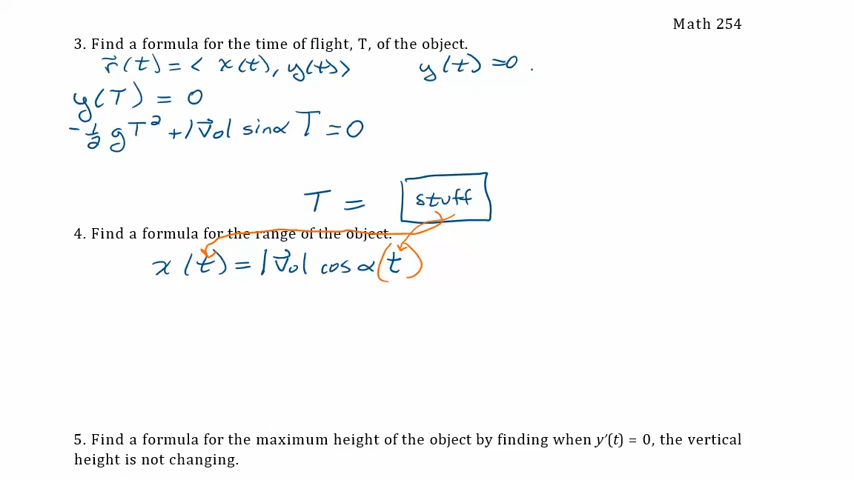 Math 254
3. Find a formula for the time of flight, T, of the object.
r⃗(t) = < x(t), y(t)> y(t) = 0 .
y(T) = 0
-½ g T² + |v⃗₀| sinα T = 0
T = stuff
4. Find a formula for the range of the object.
x(t) = |v⃗₀| cos α(t)
5. Find a formula for the maximum height of the object by finding when y′(t) = 0, the vertical
height is not changing.